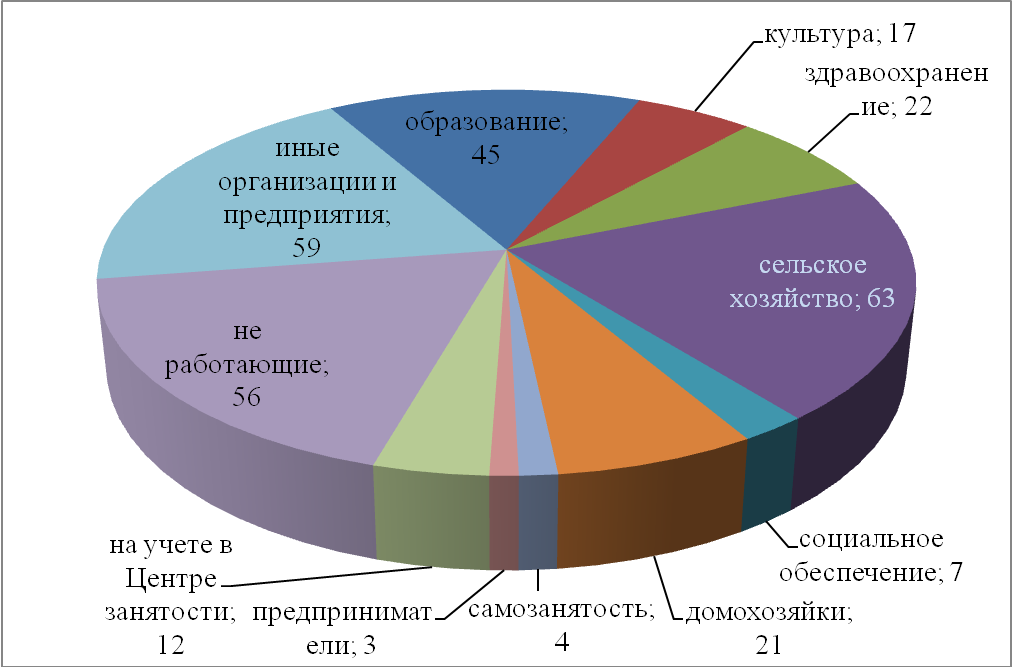 культура; 17
здравоохранен
ие; 22
образование;
45
иные
организации и
предприятия;
59
сельское
хозяйство; 63
не
работающие;
56
социальное
обеспечение; 7
на учете в
Центре
занятости;
12
предпринимат
ели; 3
самозанятость;
4
домохозяйки;
21